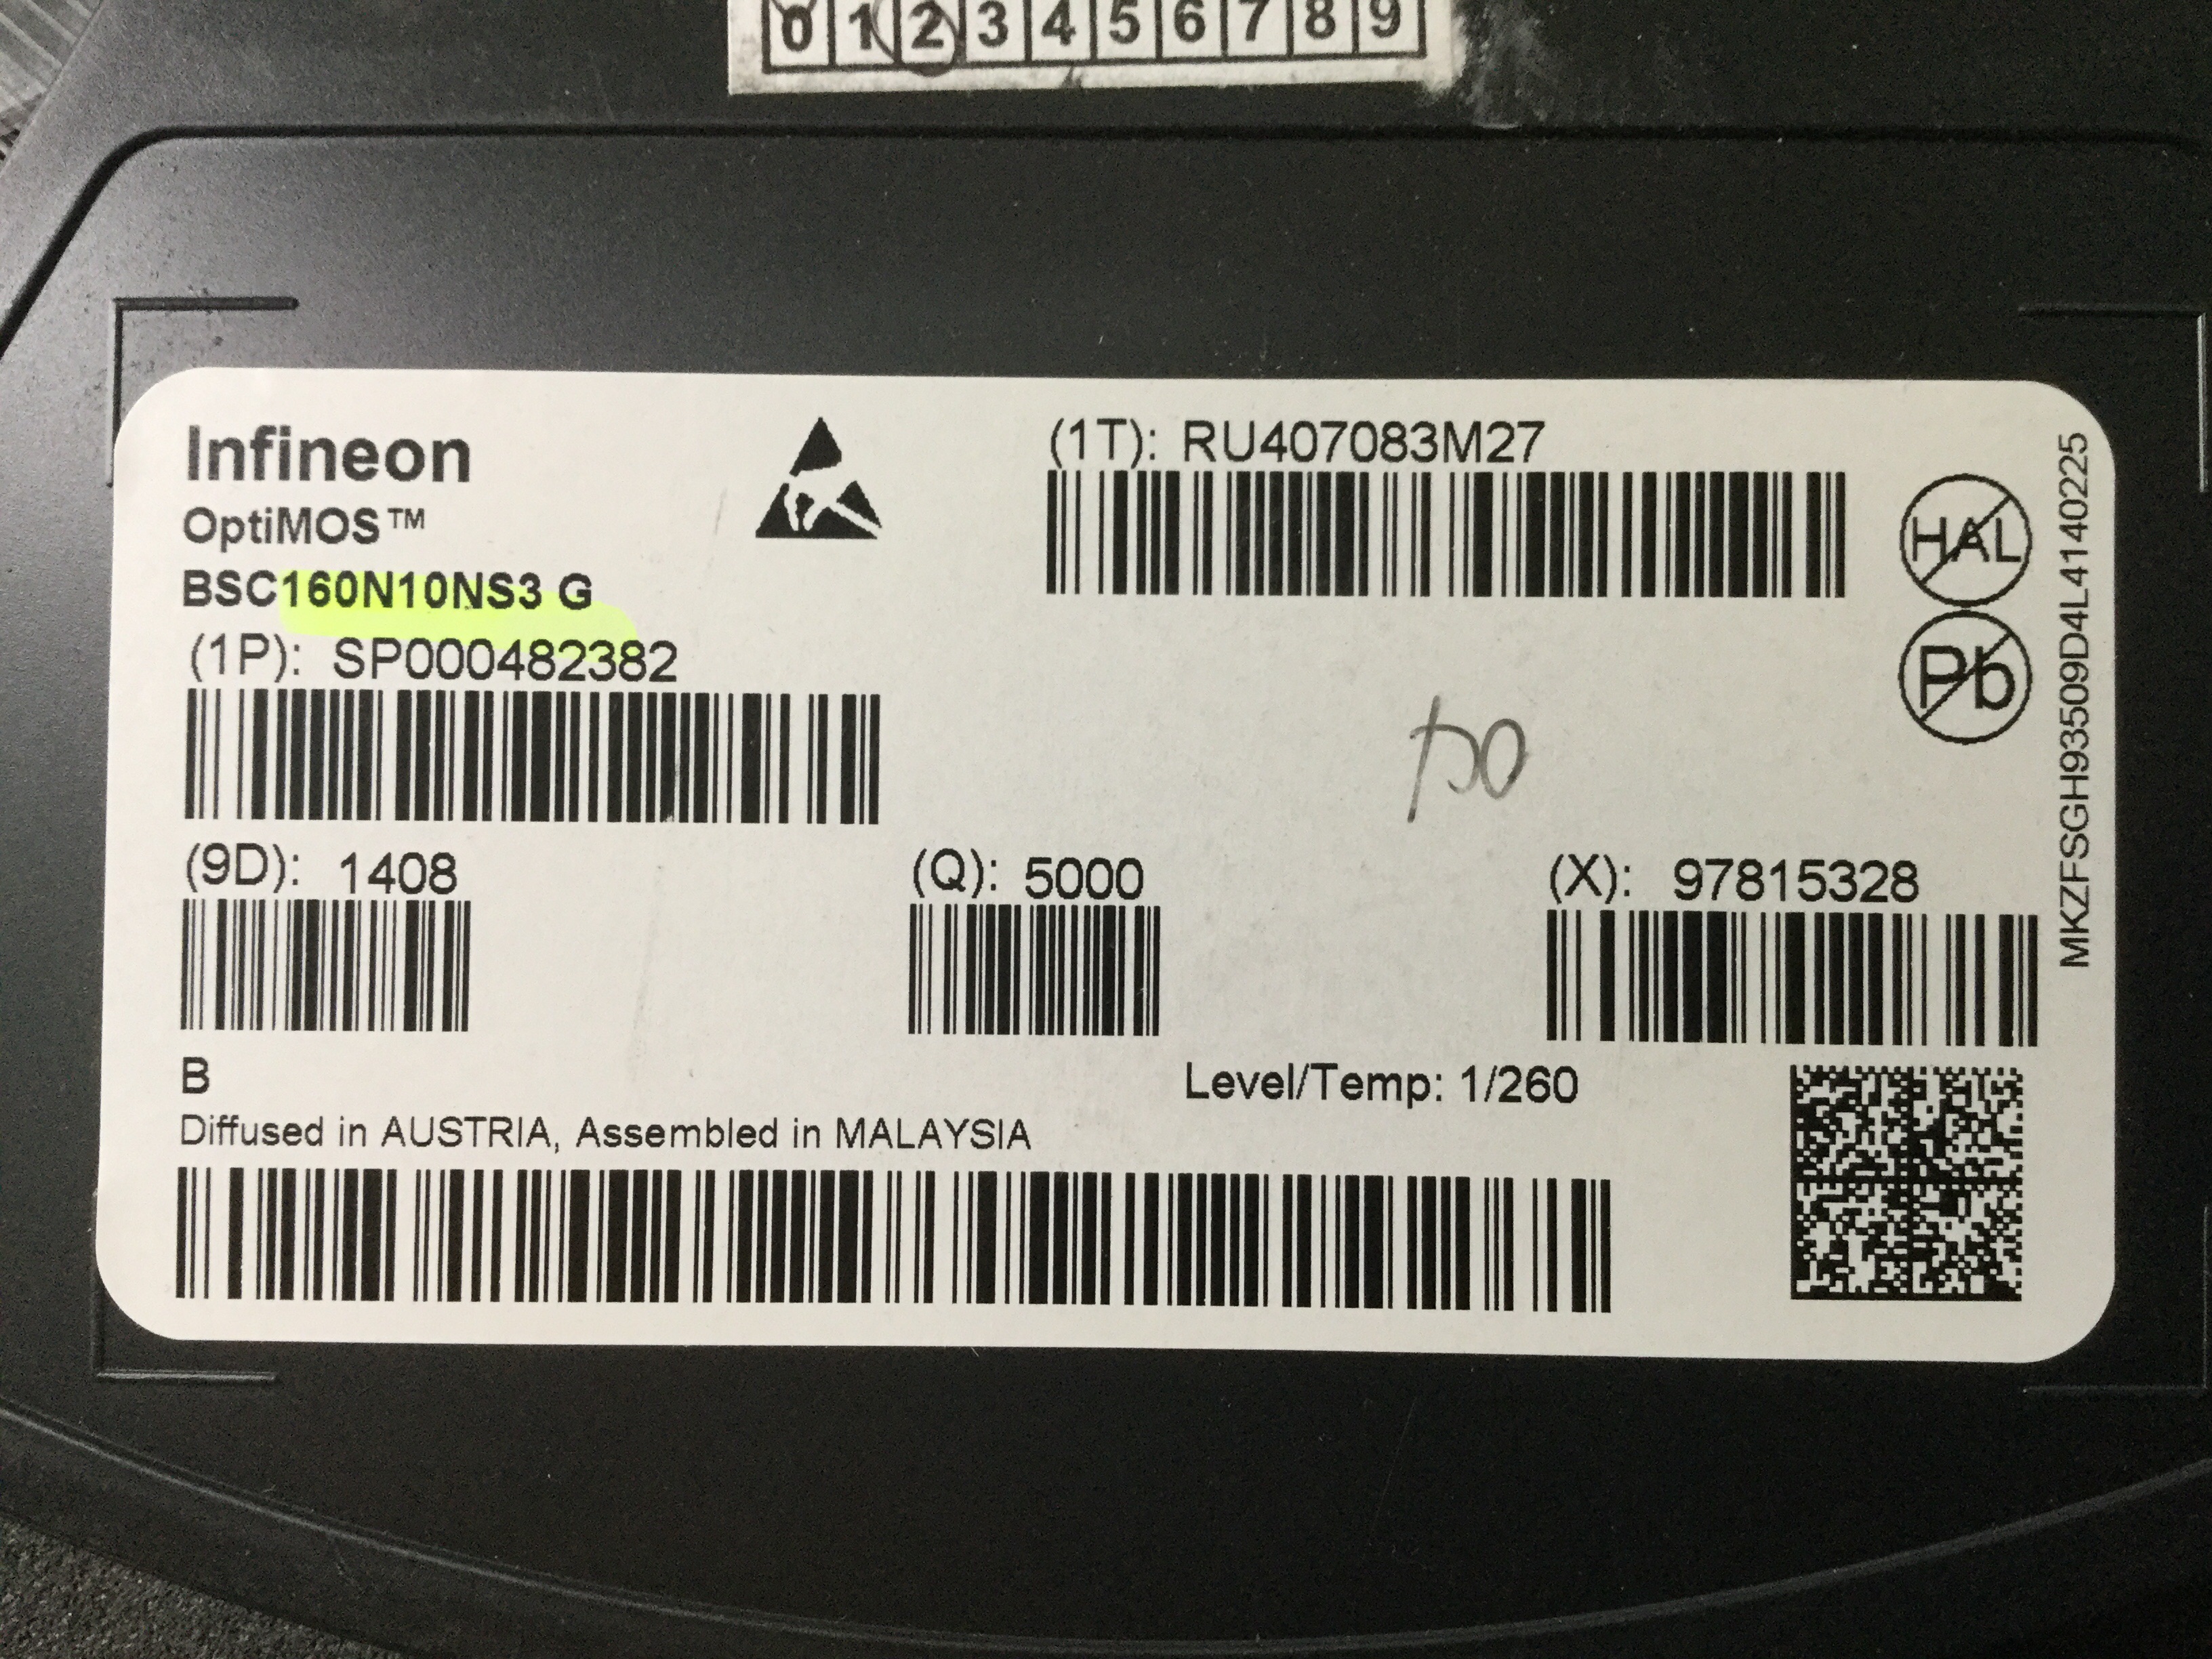 0 1 2 3 4 5 6 7 8 9
Infineon
OptiMOS™
BSC160N10NS3 G
(1P): SP000482382
(1T): RU407083M27
HAL
Pb
MKZFSGH93509D4L4140225
(9D): 1408
(Q): 5000
(X): 97815328
B
Level/Temp: 1/260
Diffused in AUSTRIA, Assembled in MALAYSIA